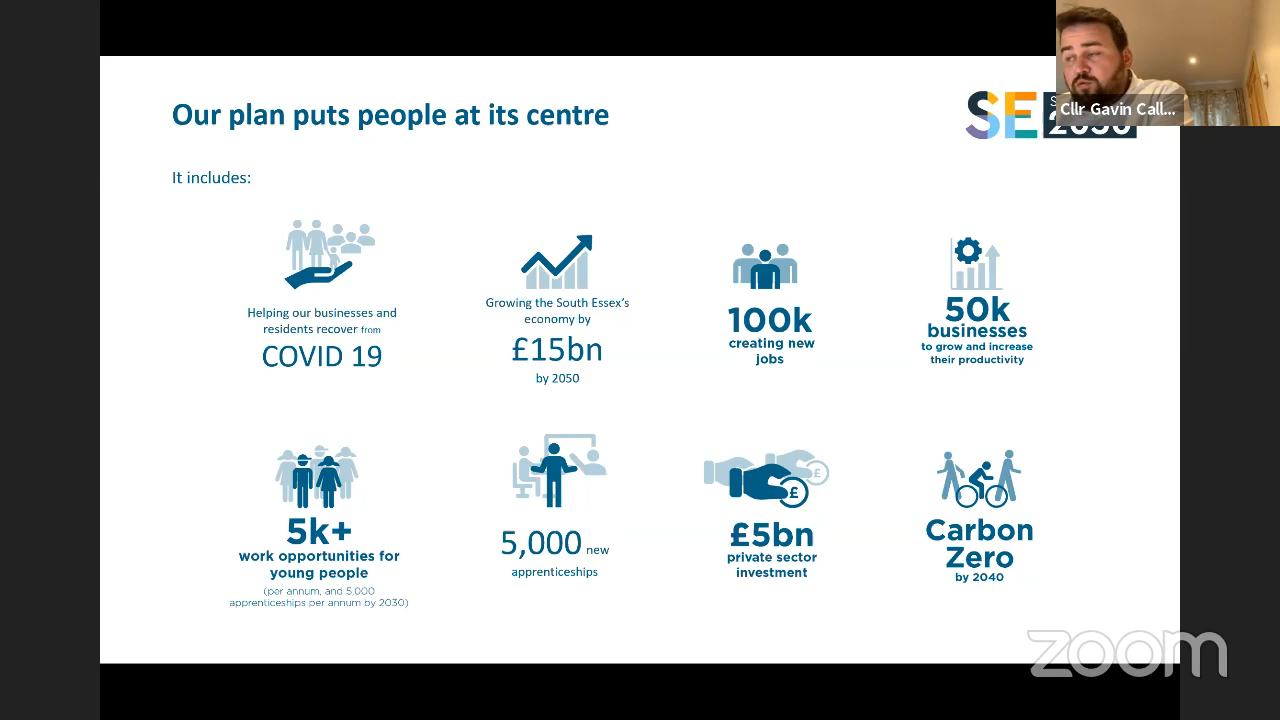 Our plan puts people at its centre
SE
2050
Cllr Gavin Call...
It includes:
Helping our businesses and
residents recover from
COVID 19
Growing the South Essex's
economy by
£15bn
by 2050
100k
creating new
jobs
50k
businesses
to grow and increase
their productivity
5k+
work opportunities for
young people
(per annum, and 5,000
apprenticeships per annum by 2030)
5,000 new
apprenticeships
£
£
£5bn
private sector
investment
Carbon
Zero
by 2040
zoom